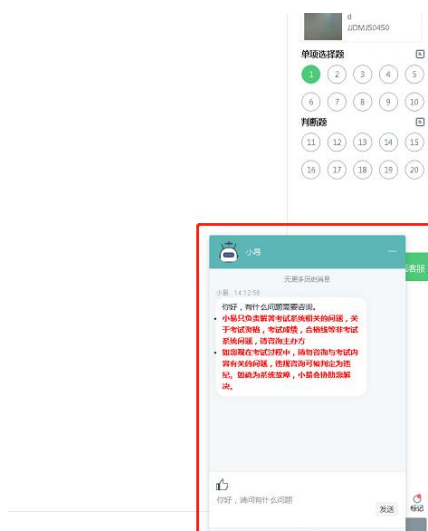 d
JJDMJS0450
单项选择题
1 2 3 4 5
6 7 8 9 10
判断题
11 12 13 14 15
16 17 18 19 20
小易
客服
无更多历史消息
小易 14:12:56
你好，有什么问题需要咨询。
• 小易只负责解答考试系统相关的问题，关
于考试资格，考试成绩，合格线等非考试
系统问题，请咨询主办方
• 如您现在考试过程中，请勿咨询与考试内
容有关的问题，违规咨询可被判定为违
纪。如确为系统故障，小易会协助您解
决。
你好，请问有什么问题
发送
标记